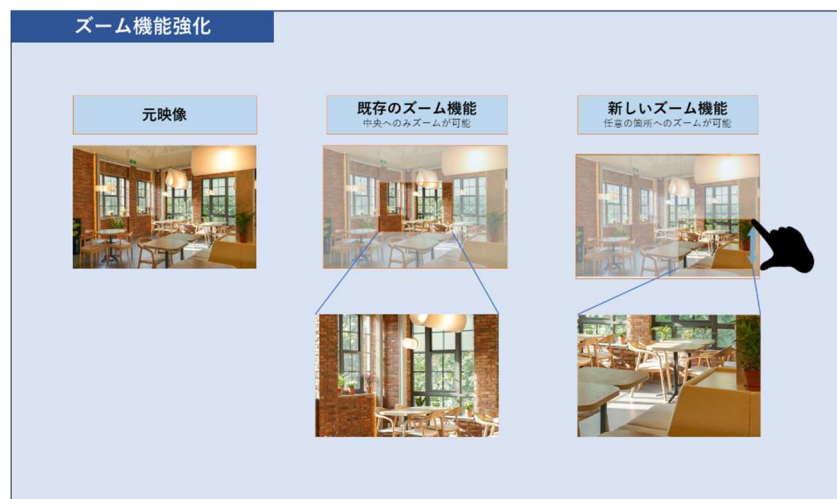 ズーム機能強化
元映像
既存のズーム機能
中央へのみズームが可能
新しいズーム機能
任意の箇所へのズームが可能